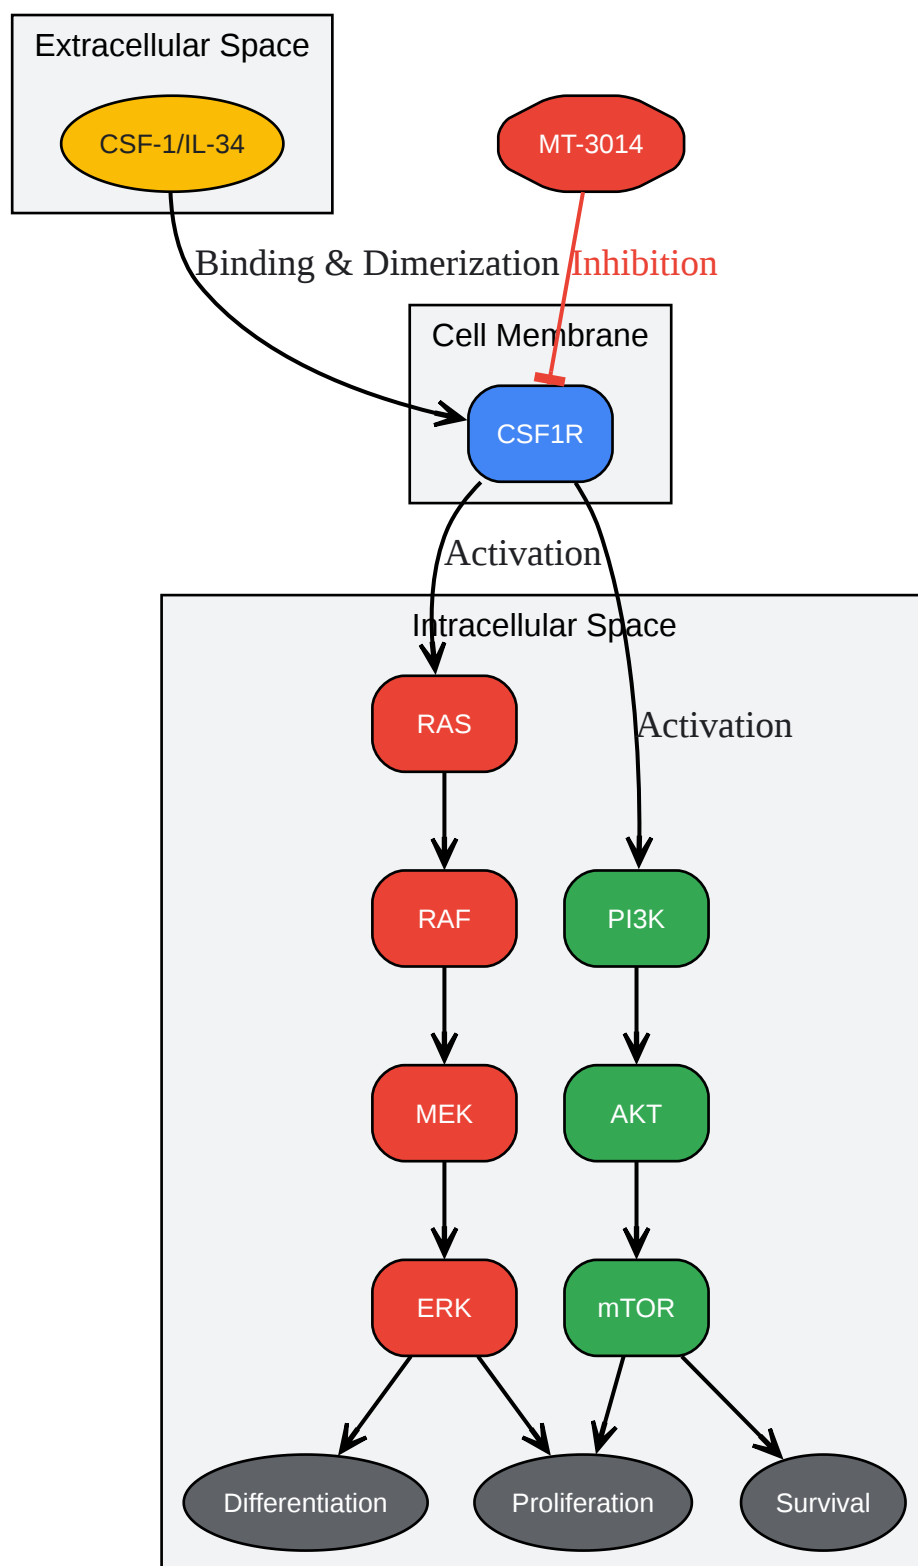 Extracellular Space
CSF-1/IL-34
MT-3014
Binding & Dimerization
Inhibition
Cell Membrane
CSF1R
Activation
Intracellular Space
RAS
Activation
RAF
PI3K
MEK
AKT
ERK
mTOR
Differentiation
Proliferation
Survival